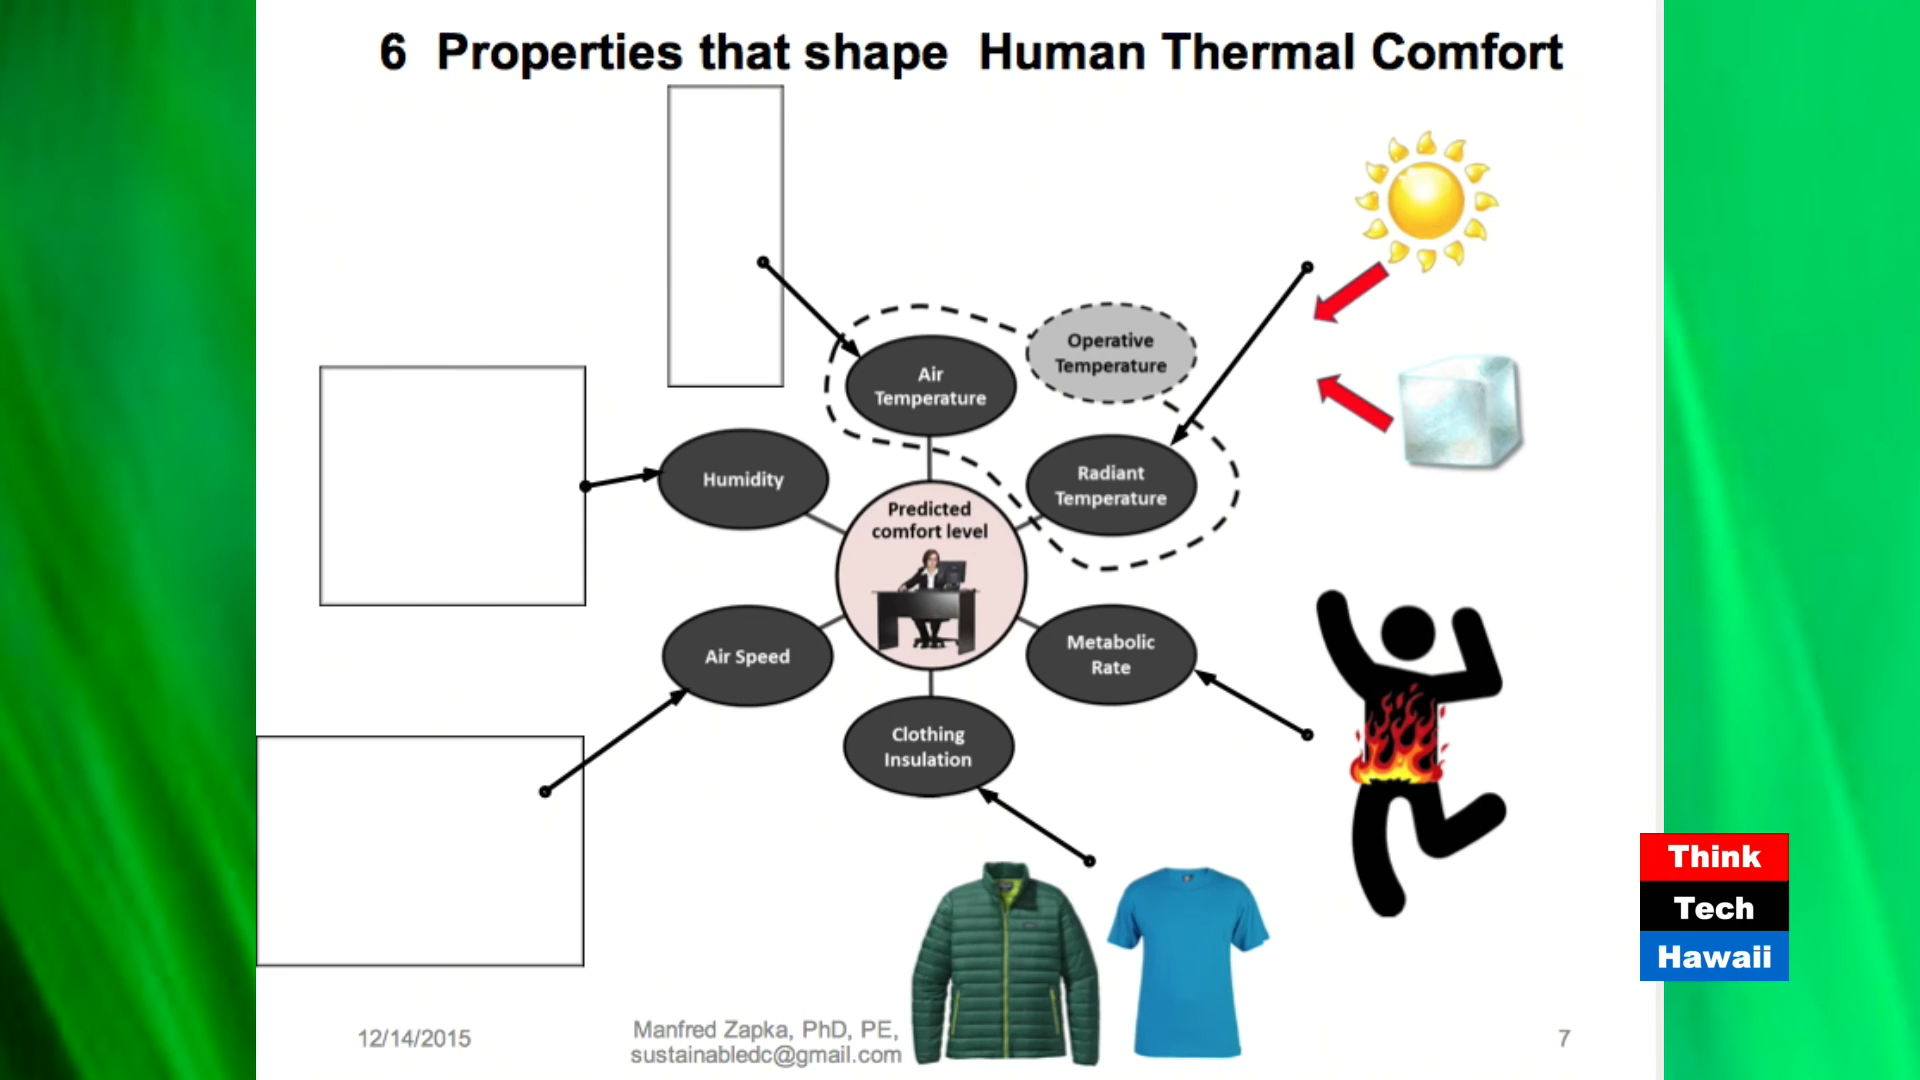 6 Properties that shape Human Thermal Comfort
Operative
Temperature
Air
Temperature
Radiant
Temperature
Humidity
Predicted
comfort level
Air Speed
Metabolic
Rate
Clothing
Insulation
Think
Tech
Hawaii
12/14/2015
Manfred Zapka, PhD, PE,
sustainabledc@gmail.com
7